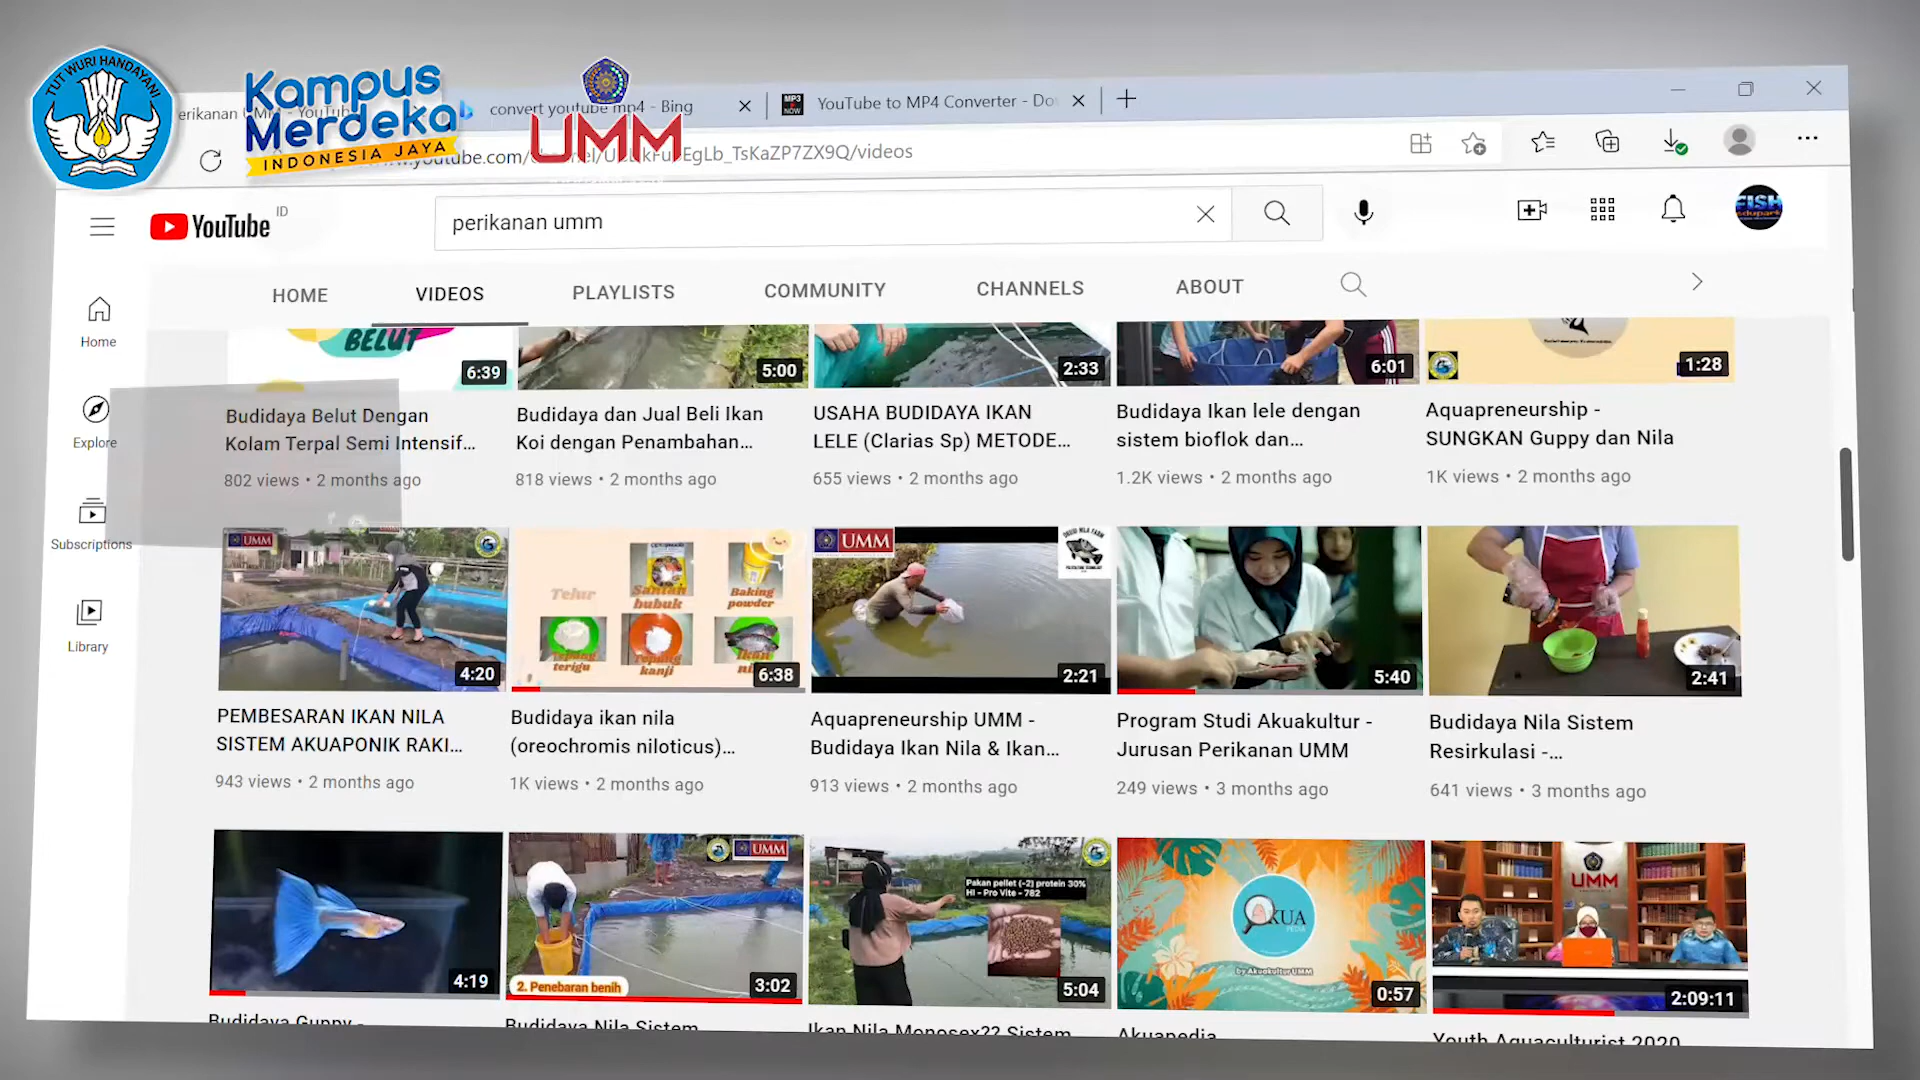 TUT WURI HANDAYANI
Kampus
Merdeka
INDONESIA JAYA
UMM
convert youtube mp4 - Bing
MP3
NOW
YouTube to MP4 Converter - Do
EgLb_TsKaZP7ZX9Q/videos
YouTube
ID
perikanan umm
FISH
edupark
HOME
VIDEOS
PLAYLISTS
COMMUNITY
CHANNELS
ABOUT
Home
Explore
Subscriptions
Library
BELUT
6:39
5:00
2:33
6:01
1:28
Budidaya Belut Dengan
Kolam Terpal Semi Intensif...
802 views • 2 months ago
Budidaya dan Jual Beli Ikan
Koi dengan Penambahan...
818 views • 2 months ago
USAHA BUDIDAYA IKAN
LELE (Clarias Sp) METODE...
655 views • 2 months ago
Budidaya Ikan lele dengan
sistem bioflok dan...
1.2K views • 2 months ago
Aquapreneurship -
SUNGKAN Guppy dan Nila
1K views • 2 months ago
UMM
4:20
Telur
Santan
bubuk
Baking
powder
Tepung
terigu
Tepung
kanji
Ikan
6:38
UMM
2:21
5:40
2:41
PEMBESARAN IKAN NILA
SISTEM AKUAPONIK RAKI...
943 views • 2 months ago
Budidaya ikan nila
(oreochromis niloticus)...
1K views • 2 months ago
Aquapreneurship UMM -
Budidaya Ikan Nila & Ikan...
913 views • 2 months ago
Program Studi Akuakultur -
Jurusan Perikanan UMM
249 views • 3 months ago
Budidaya Nila Sistem
Resirkulasi -...
641 views • 3 months ago
4:19
UMM
2. Penebaran benih
3:02
Pakan pellet (-2) protein 30%
HI - Pro Vite - 782
5:04
AKUA
PEDIA
by Akuakultur UMM
0:57
UMM
2:09:11
Budidaya Guppy -
Budidaya Nila Sistem
Ikan Nila Monosex?? Sistem
Akuapedia
Youth Aquaculturist 2020